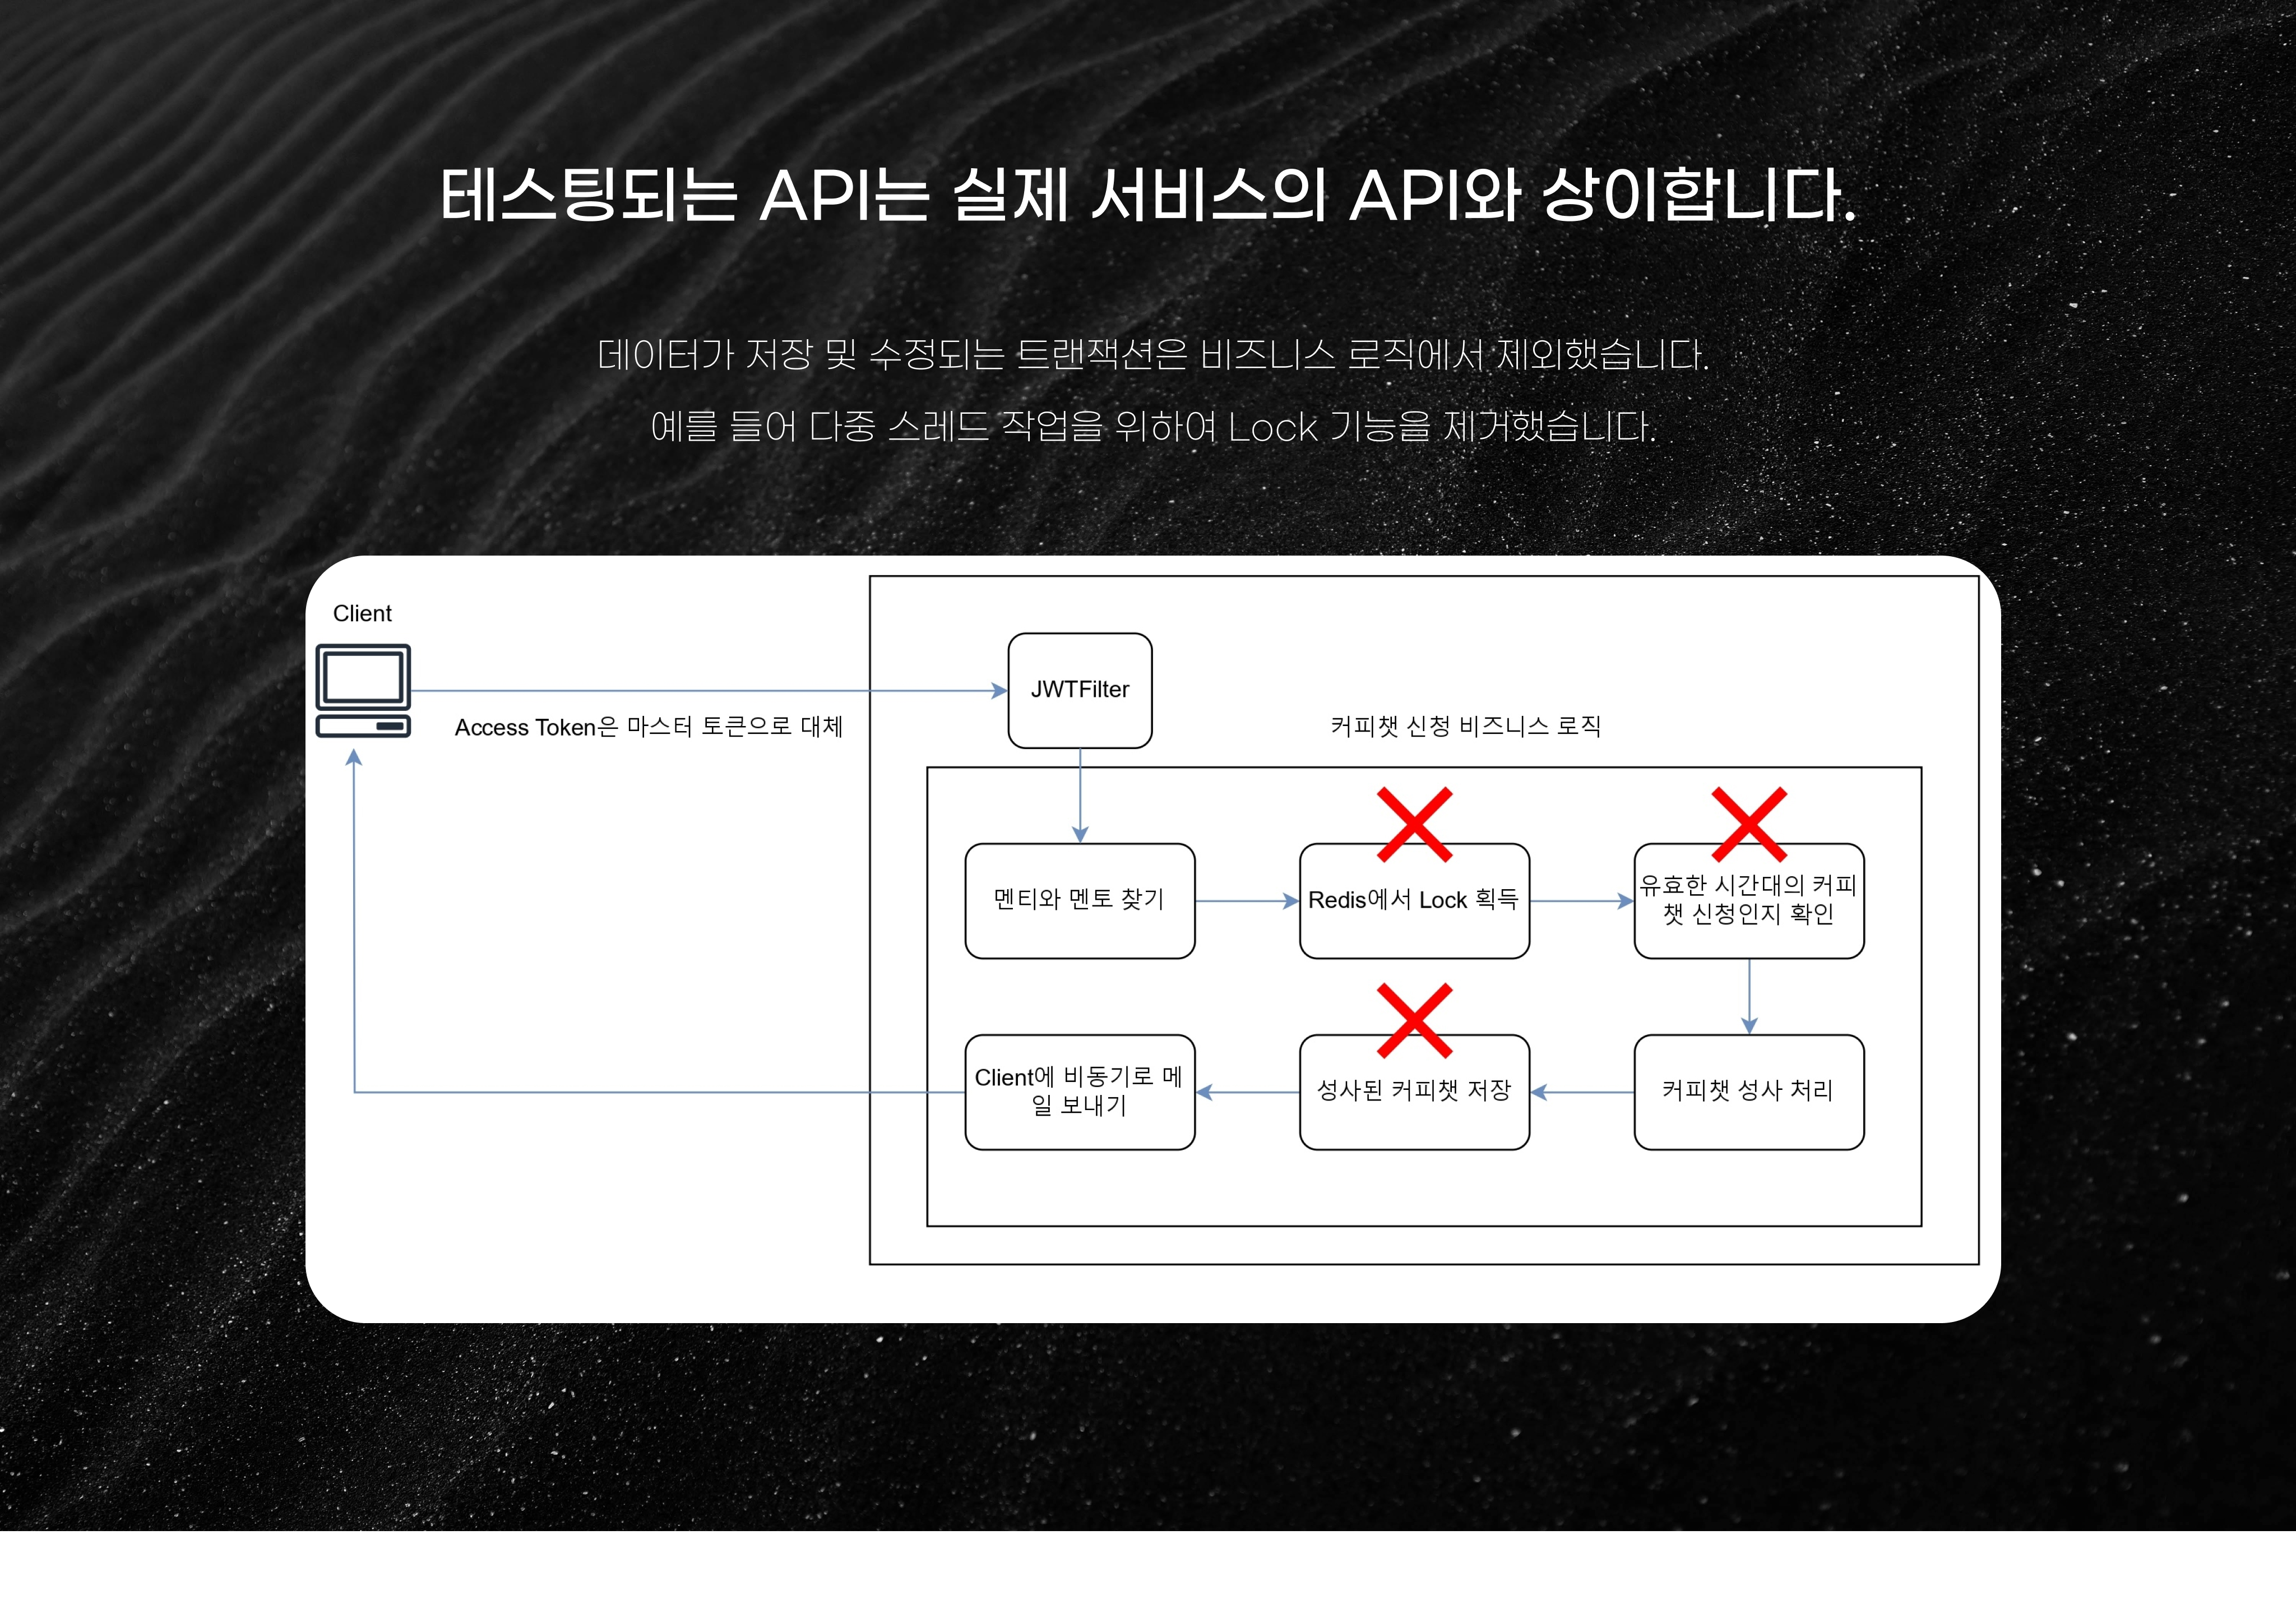 테스팅되는 API는 실제 서비스의 API와 상이합니다.
데이터가 저장 및 수정되는 트랜잭션은 비즈니스 로직에서 제외했습니다.
예를 들어 다중 스레드 작업을 위하여 Lock 기능을 제거했습니다.
Client
JWTFilter
Access Token은 마스터 토큰으로 대체
커피챗 신청 비즈니스 로직
멘티와 멘토 찾기
Redis에서 Lock 획득
유효한 시간대의 커피
챗 신청인지 확인
Client에 비동기로 메
일 보내기
성사된 커피챗 저장
커피챗 성사 처리